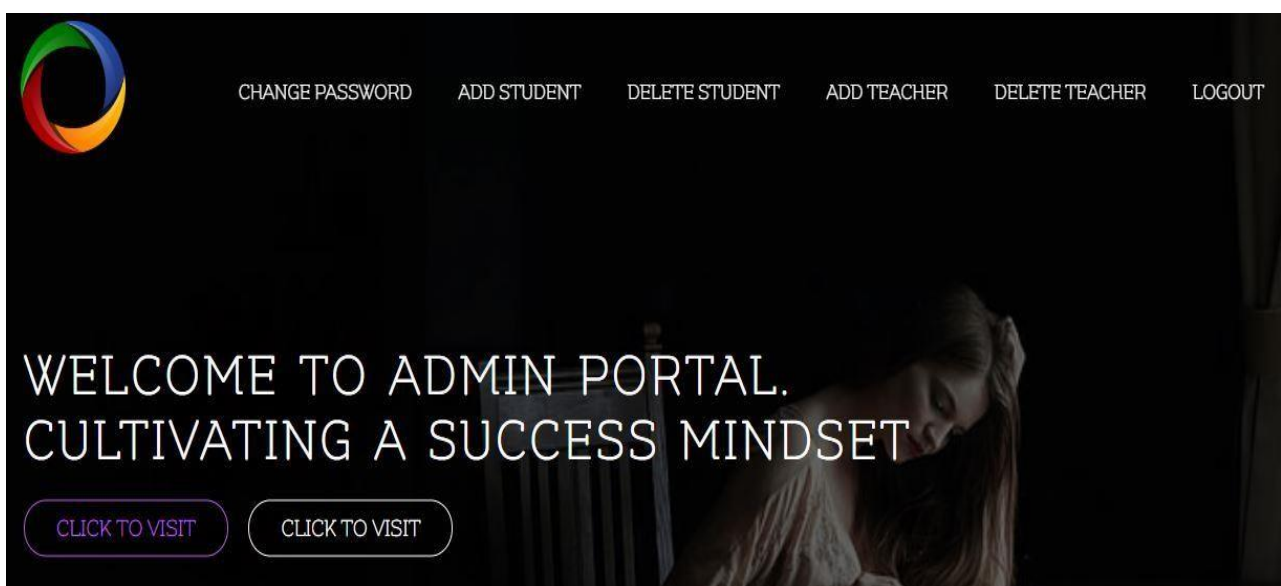 CHANGE PASSWORD ADD STUDENT DELETE STUDENT ADD TEACHER DELETE TEACHER LOGOUT
WELCOME TO ADMIN PORTAL.
CULTIVATING A SUCCESS MINDSET
CLICK TO VISIT CLICK TO VISIT